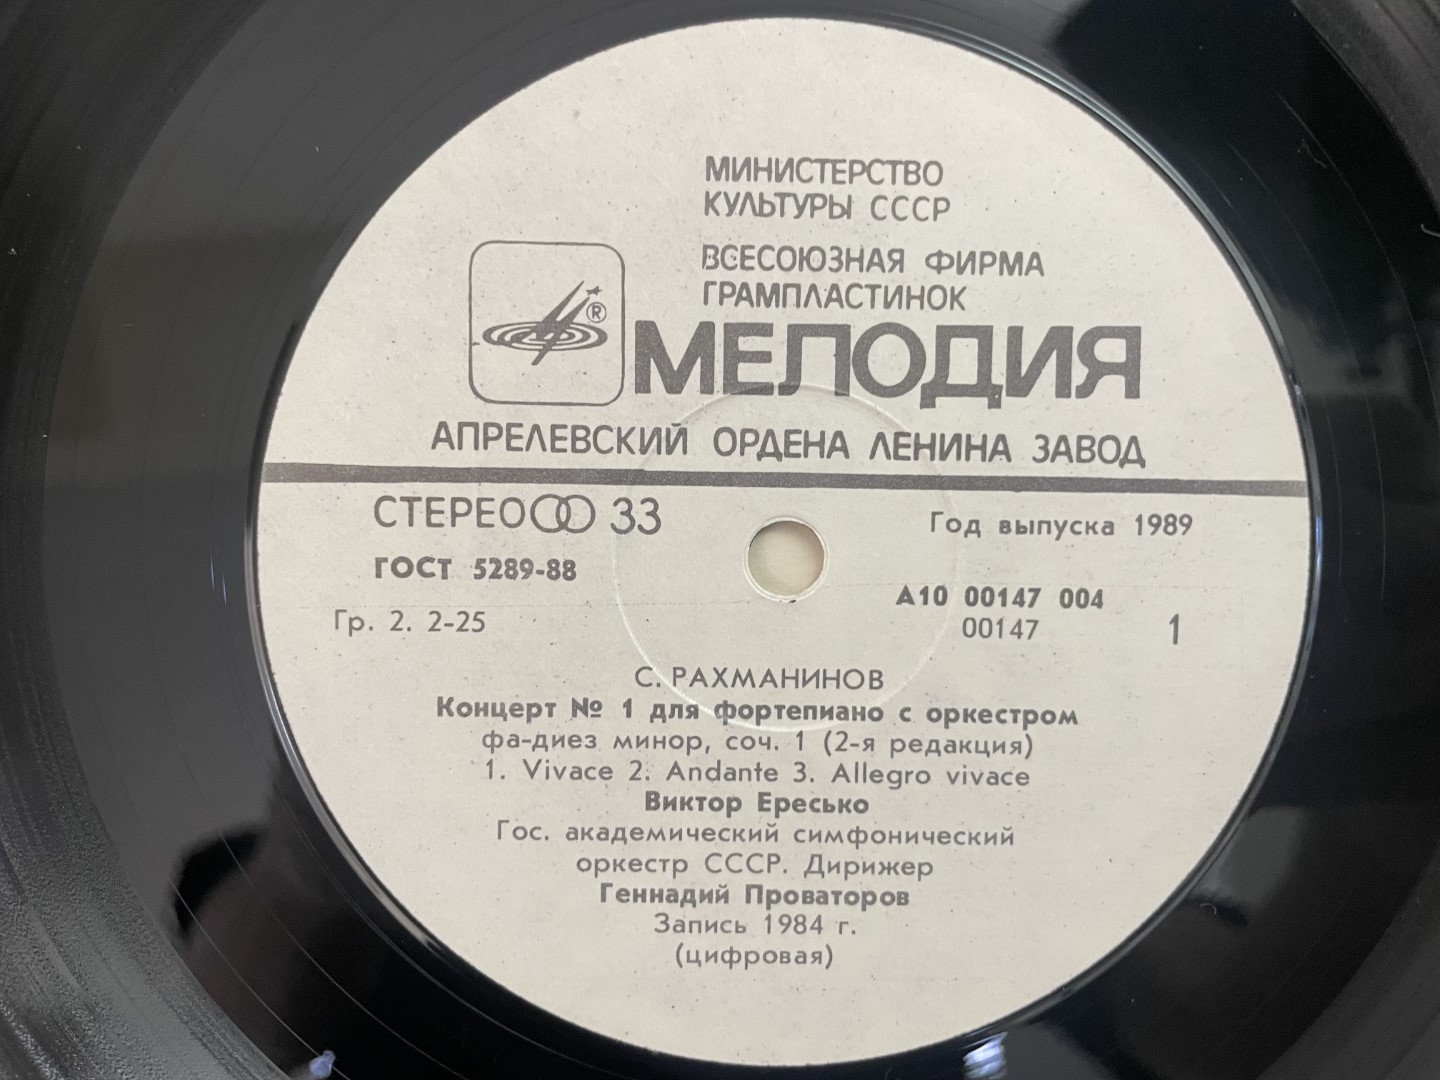 МИНИСТЕРСТВО
КУЛЬТУРЫ СССР
ВСЕСОЮЗНАЯ ФИРМА
ГРАМПЛАСТИНОК
®
МЕЛОДИЯ
АПРЕЛЕВСКИЙ ОРДЕНА ЛЕНИНА ЗАВОД
СТЕРЕО 33
Год выпуска 1989
ГОСТ 5289-88
А10 00147 004
Гр. 2. 2-25
00147
1
С. РАХМАНИНОВ
Концерт № 1 для фортепиано с оркестром
фа-диез минор, соч. 1 (2-я редакция)
1. Vivace 2. Andante 3. Allegro vivace
Виктор Ересько
Гос. академический симфонический
оркестр СССР. Дирижер
Геннадий Проваторов
Запись 1984 г.
(цифровая)